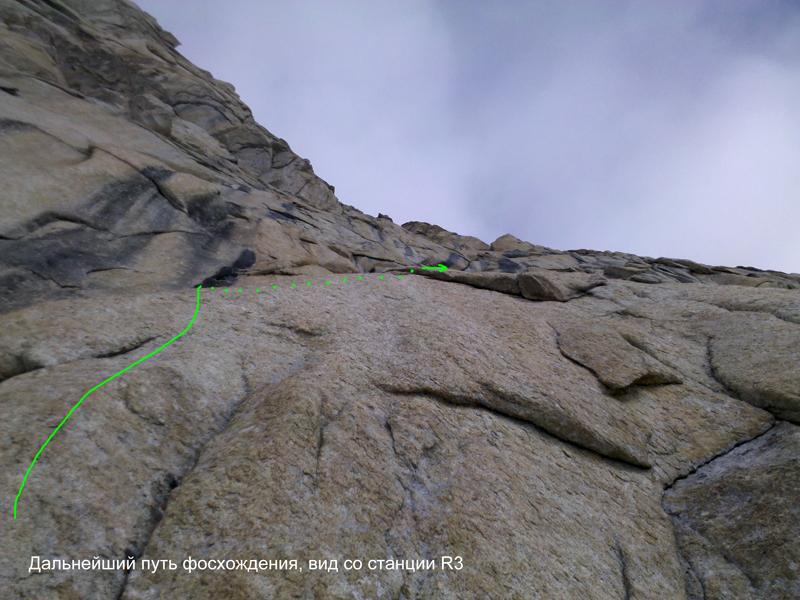 Дальнейший путь фосхождения, вид со станции R3